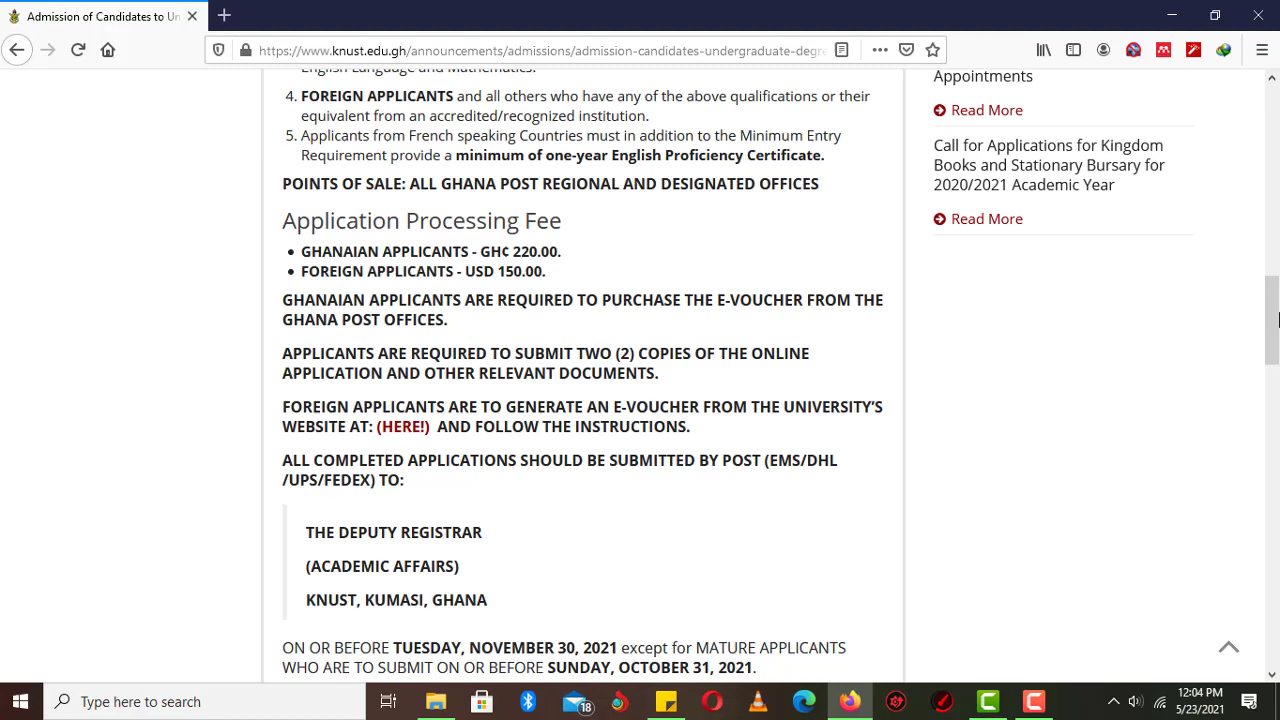 Admission of Candidates to Un
https://www.knust.edu.gh/announcements/admissions/admission-candidates-undergraduate-degre
English Language and Mathematics.
4. FOREIGN APPLICANTS and all others who have any of the above qualifications or their
equivalent from an accredited/recognized institution.
5. Applicants from French speaking Countries must in addition to the Minimum Entry
Requirement provide a minimum of one-year English Proficiency Certificate.
POINTS OF SALE: ALL GHANA POST REGIONAL AND DESIGNATED OFFICES
Application Processing Fee
• GHANAIAN APPLICANTS - GH¢ 220.00.
• FOREIGN APPLICANTS - USD 150.00.
GHANAIAN APPLICANTS ARE REQUIRED TO PURCHASE THE E-VOUCHER FROM THE
GHANA POST OFFICES.
APPLICANTS ARE REQUIRED TO SUBMIT TWO (2) COPIES OF THE ONLINE
APPLICATION AND OTHER RELEVANT DOCUMENTS.
FOREIGN APPLICANTS ARE TO GENERATE AN E-VOUCHER FROM THE UNIVERSITY'S
WEBSITE AT: (HERE!) AND FOLLOW THE INSTRUCTIONS.
ALL COMPLETED APPLICATIONS SHOULD BE SUBMITTED BY POST (EMS/DHL
/UPS/FEDEX) TO:
THE DEPUTY REGISTRAR
(ACADEMIC AFFAIRS)
KNUST, KUMASI, GHANA
ON OR BEFORE TUESDAY, NOVEMBER 30, 2021 except for MATURE APPLICANTS
WHO ARE TO SUBMIT ON OR BEFORE SUNDAY, OCTOBER 31, 2021.
Appointments
Read More
Call for Applications for Kingdom
Books and Stationary Bursary for
2020/2021 Academic Year
Read More
Type here to search
18
12:04 PM
5/23/2021